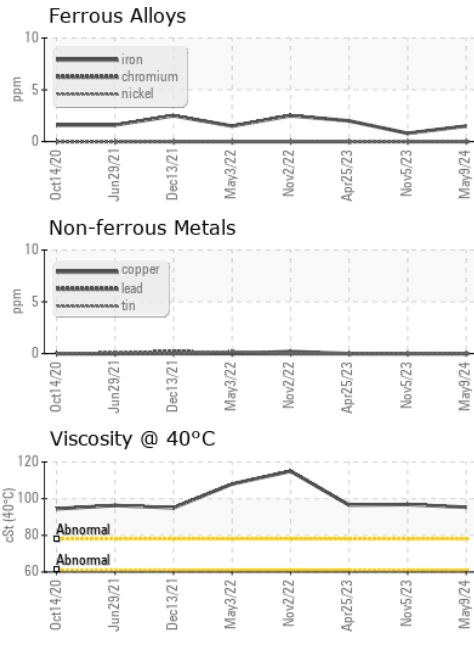 Ferrous Alloys
10
5
0
ppm
iron
chromium
nickel
Oct14/20
Jun29/21
Dec13/21
May3/22
Nov2/22
Apr25/23
Nov5/23
May9/24
Non-ferrous Metals
10
5
0
ppm
copper
lead
tin
Oct14/20
Jun29/21
Dec13/21
May3/22
Nov2/22
Apr25/23
Nov5/23
May9/24
Viscosity @ 40°C
120
100
80
60
cSt (40°C)
Abnormal
Abnormal
Oct14/20
Jun29/21
Dec13/21
May3/22
Nov2/22
Apr25/23
Nov5/23
May9/24